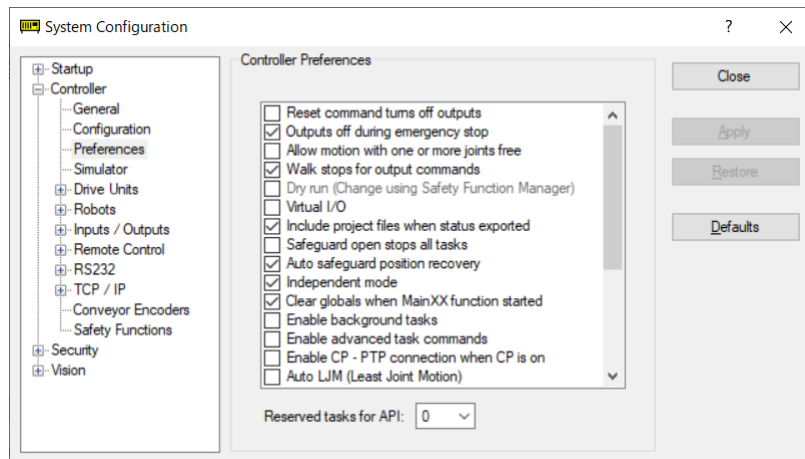 System Configuration
?
Startup
Controller
General
Configuration
Preferences
Simulator
Drive Units
Robots
Inputs / Outputs
Remote Control
RS232
TCP / IP
Conveyor Encoders
Safety Functions
Security
Vision
Controller Preferences
Reset command turns off outputs
Outputs off during emergency stop
Allow motion with one or more joints free
Walk stops for output commands
Dry run (Change using Safety Function Manager)
Virtual I/O
Include project files when status exported
Safeguard open stops all tasks
Auto safeguard position recovery
Independent mode
Clear globals when MainXX function started
Enable background tasks
Enable advanced task commands
Enable CP - PTP connection when CP is on
Auto LJM (Least Joint Motion)
Reserved tasks for API: 0
Close
Apply
Restore
Defaults